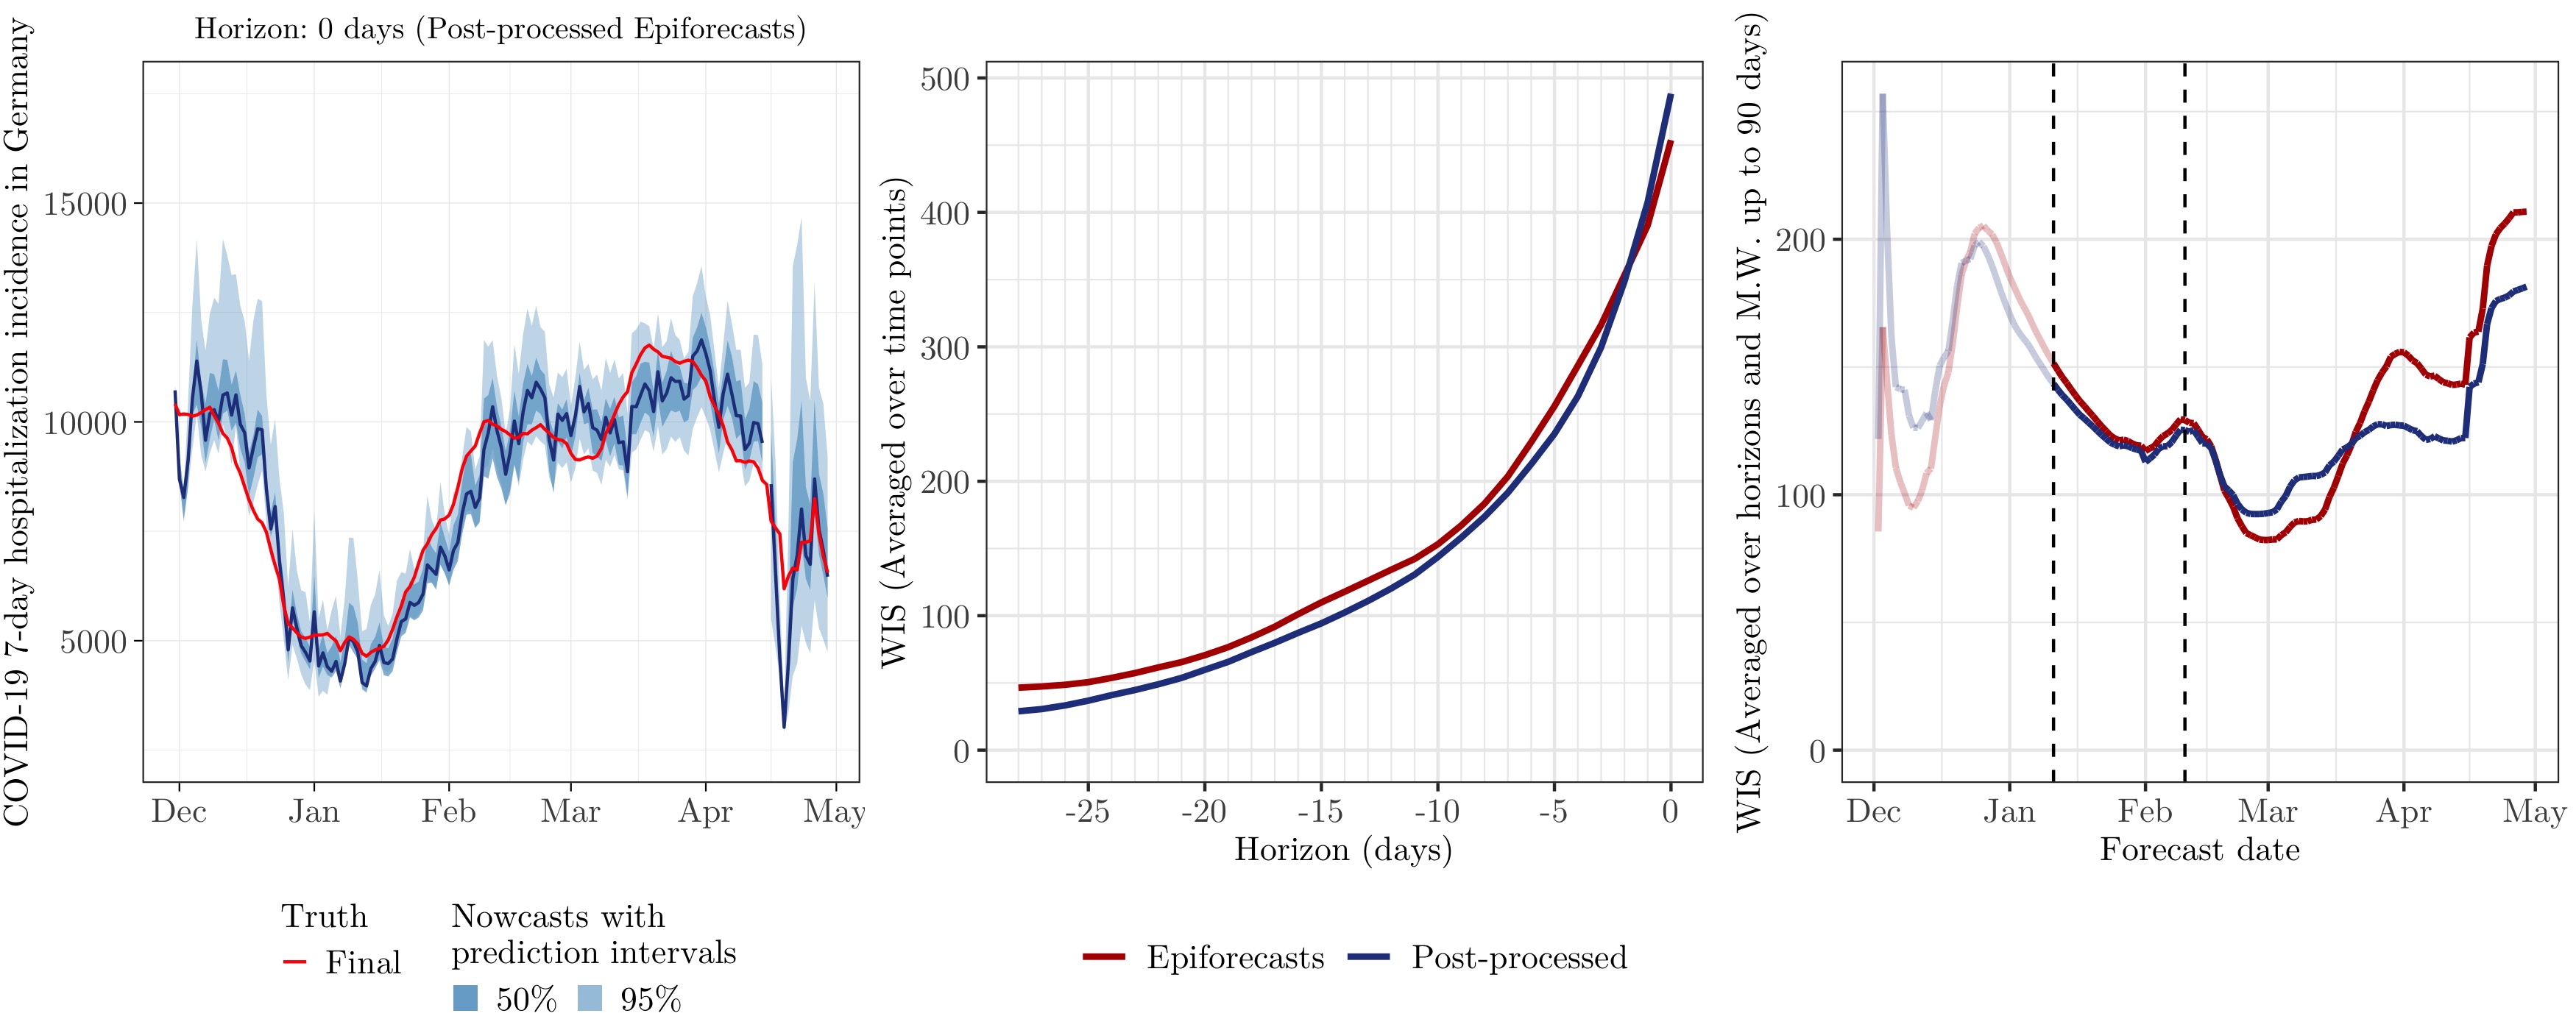 Horizon: 0 days (Post-processed Epiforecasts)
COVID-19 7-day hospitalization incidence in Germany
15000
10000
5000
Dec Jan Feb Mar Apr May
Truth
Final
Nowcasts with
prediction intervals
50% 95%
WIS (Averaged over time points)
500
400
300
200
100
0
-25 -20 -15 -10 -5 0
Horizon (days)
Epiforecasts Post-processed
WIS (Averaged over horizons and M.W. up to 90 days)
200
100
0
Dec Jan Feb Mar Apr May
Forecast date